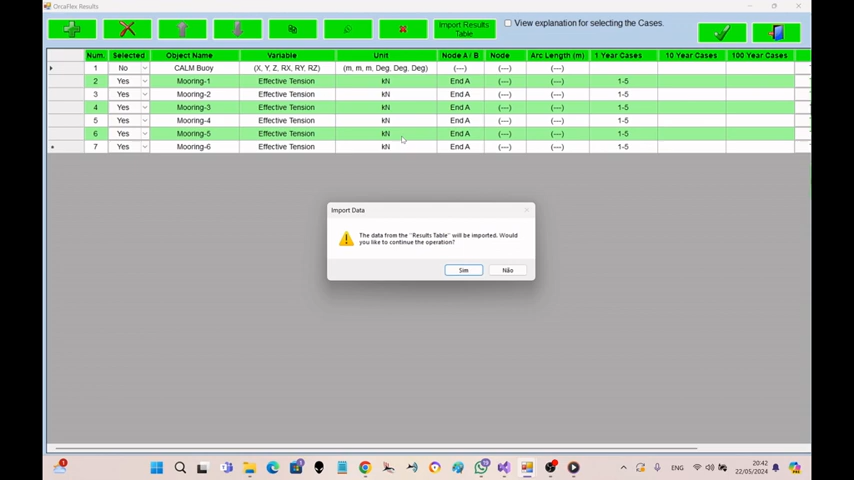 OrcaFlex Results
Import Results
Table
View explanation for selecting the Cases.
Num. Selected Object Name Variable Unit Node A / B Node Arc Length (m) 1 Year Cases 10 Year Cases 100 Year Cases
1 No CALM Buoy (X, Y, Z, RX, RY, RZ) (m, m, m, Deg, Deg, Deg) (---) (---) (---)
2 Yes Mooring-1 Effective Tension kN End A (---) (---) 1-5
3 Yes Mooring-2 Effective Tension kN End A (---) (---) 1-5
4 Yes Mooring-3 Effective Tension kN End A (---) (---) 1-5
5 Yes Mooring-4 Effective Tension kN End A (---) (---) 1-5
6 Yes Mooring-5 Effective Tension kN End A (---) (---) 1-5
7 Yes Mooring-6 Effective Tension kN End A (---) (---) 1-5
Import Data
The data from the "Results Table" will be imported. Would
you like to continue the operation?
Sim Não
ENG 20:42
22/05/2024